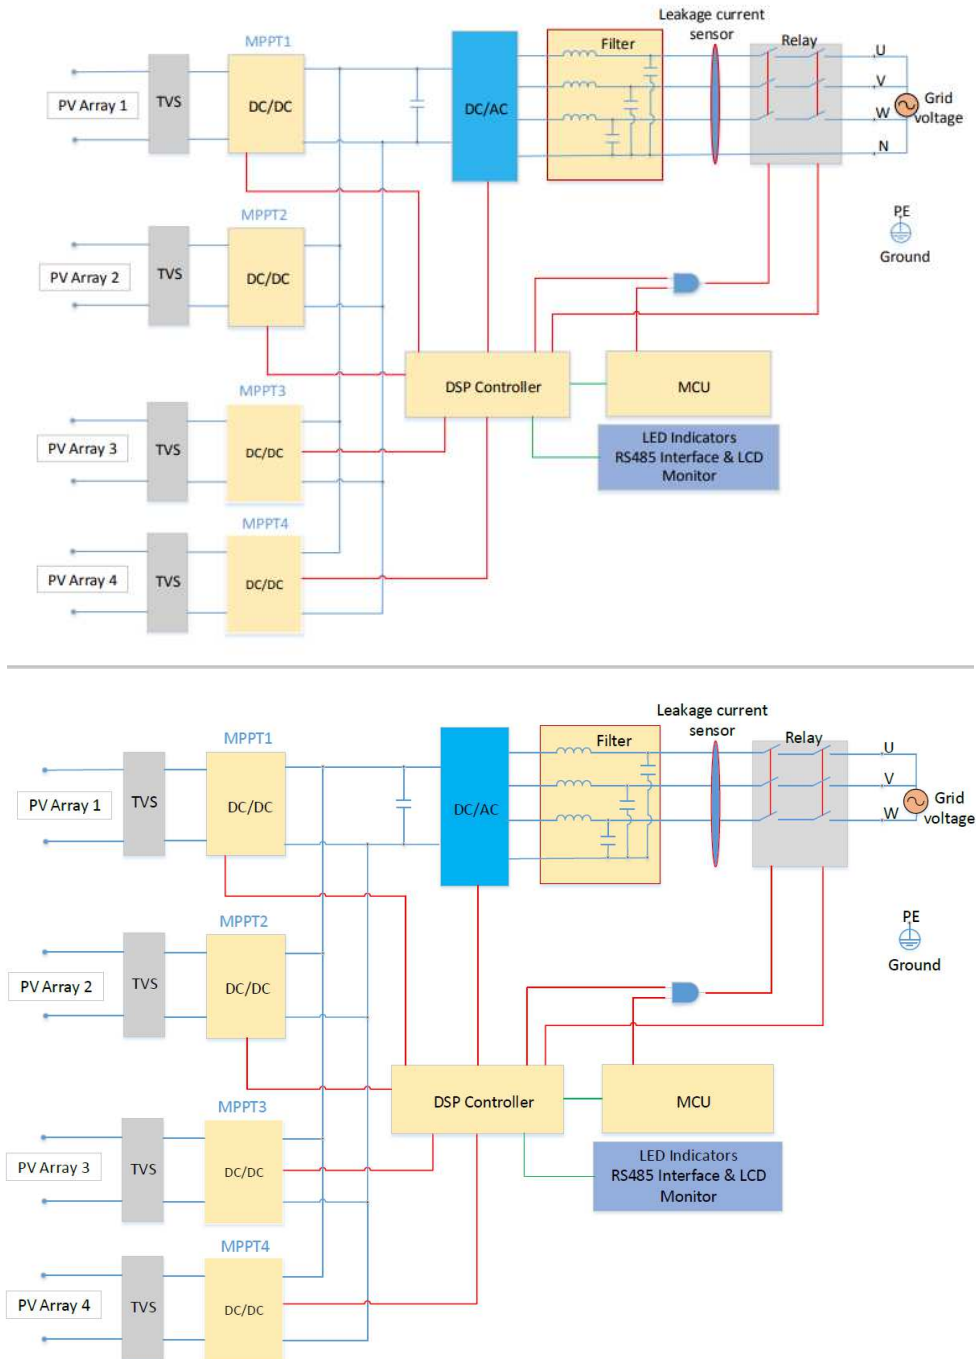 Leakage current
sensor
MPPT1
Filter
Relay
U
PV Array 1
TVS
DC/DC
DC/AC
V
Grid
voltage
W
N
MPPT2
PE
Ground
PV Array 2
TVS
DC/DC
MPPT3
DSP Controller
MCU
PV Array 3
TVS
DC/DC
LED Indicators
RS485 Interface & LCD
Monitor
MPPT4
PV Array 4
TVS
DC/DC
Leakage current
sensor
MPPT1
Filter
Relay
U
PV Array 1
TVS
DC/DC
DC/AC
V
Grid
voltage
W
MPPT2
PE
Ground
PV Array 2
TVS
DC/DC
MPPT3
DSP Controller
MCU
PV Array 3
TVS
DC/DC
LED Indicators
RS485 Interface & LCD
Monitor
MPPT4
PV Array 4
TVS
DC/DC